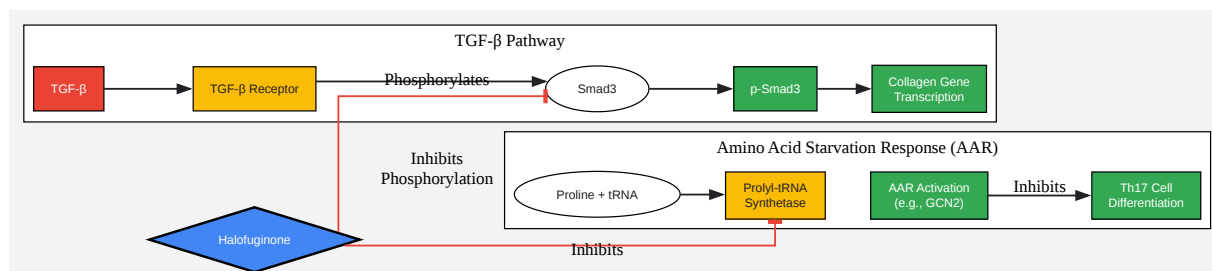 TGF-β Pathway
TGF-β
TGF-β Receptor
Phosphorylates
Smad3
p-Smad3
Collagen Gene
Transcription
Amino Acid Starvation Response (AAR)
Inhibits
Phosphorylation
Proline + tRNA
Prolyl-tRNA
Synthetase
AAR Activation
(e.g., GCN2)
Inhibits
Th17 Cell
Differentiation
Halofuginone
Inhibits